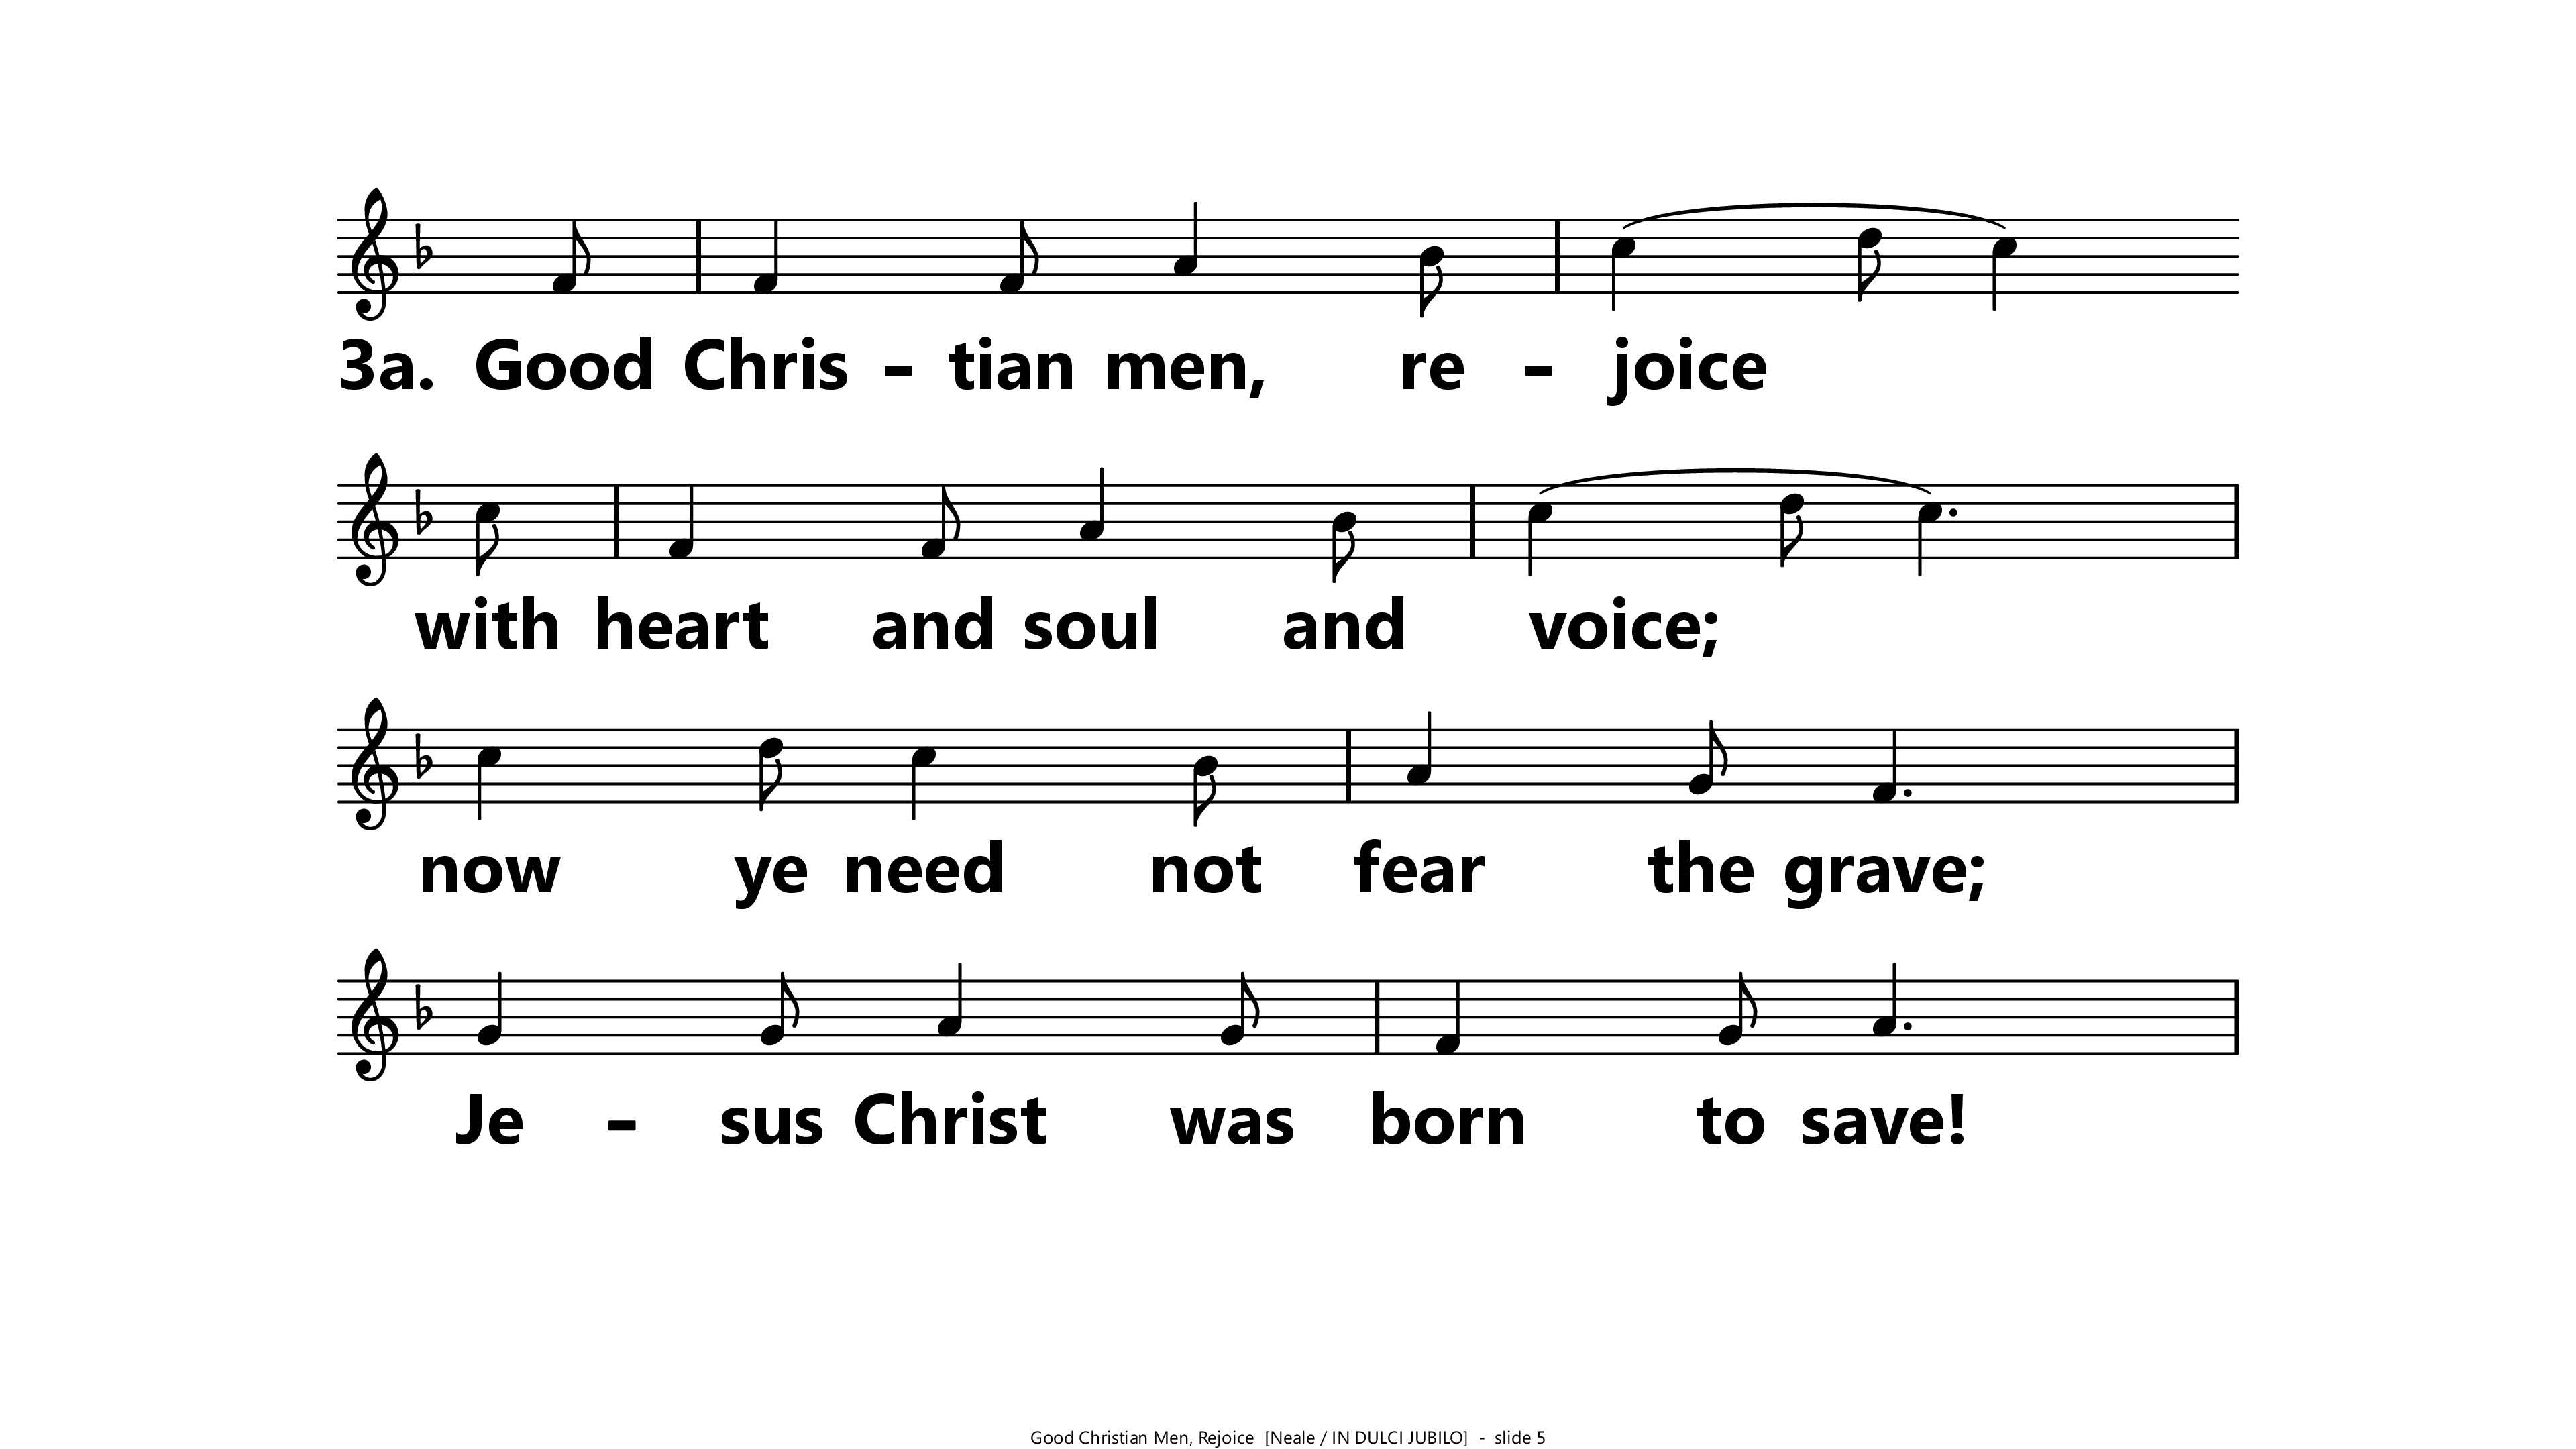 3a. Good Chris - tian men, re - joice
with heart and soul and voice;
now ye need not fear the grave;
Je - sus Christ was born to save!
Good Christian Men, Rejoice [Neale / IN DULCI JUBILO] - slide 5